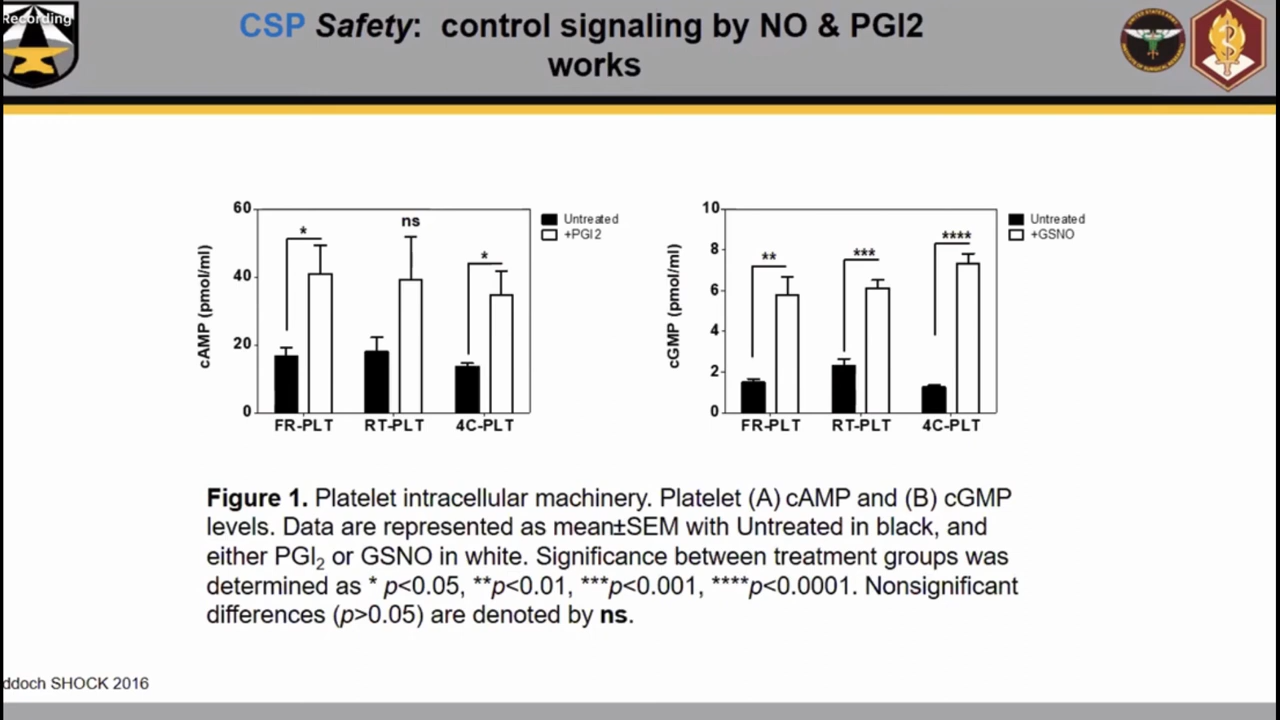 Recording
CSP Safety: control signaling by NO & PGI2
works
60
40
20
0
cAMP (pmol/ml)
*
ns
*
Untreated
+PGI2
FR-PLT RT-PLT 4C-PLT
10
8
6
4
2
0
cGMP (pmol/ml)
**
***
****
Untreated
+GSNO
FR-PLT RT-PLT 4C-PLT
Figure 1. Platelet intracellular machinery. Platelet (A) cAMP and (B) cGMP
levels. Data are represented as mean±SEM with Untreated in black, and
either PGI₂ or GSNO in white. Significance between treatment groups was
determined as * p<0.05, **p<0.01, ***p<0.001, ****p<0.0001. Nonsignificant
differences (p>0.05) are denoted by ns.
ddoch SHOCK 2016